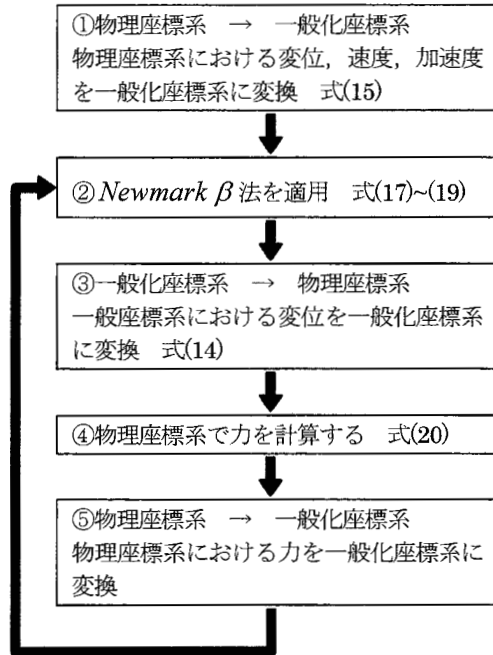 ①物理座標系 → 一般化座標系
物理座標系における変位，速度，加速度
を一般化座標系に変換 式(15)
②Newmark β法を適用 式(17)~(19)
③一般化座標系 → 物理座標系
一般座標系における変位を一般化座標系
に変換 式(14)
④物理座標系で力を計算する 式(20)
⑤物理座標系 → 一般化座標系
物理座標系における力を一般化座標系に
変換